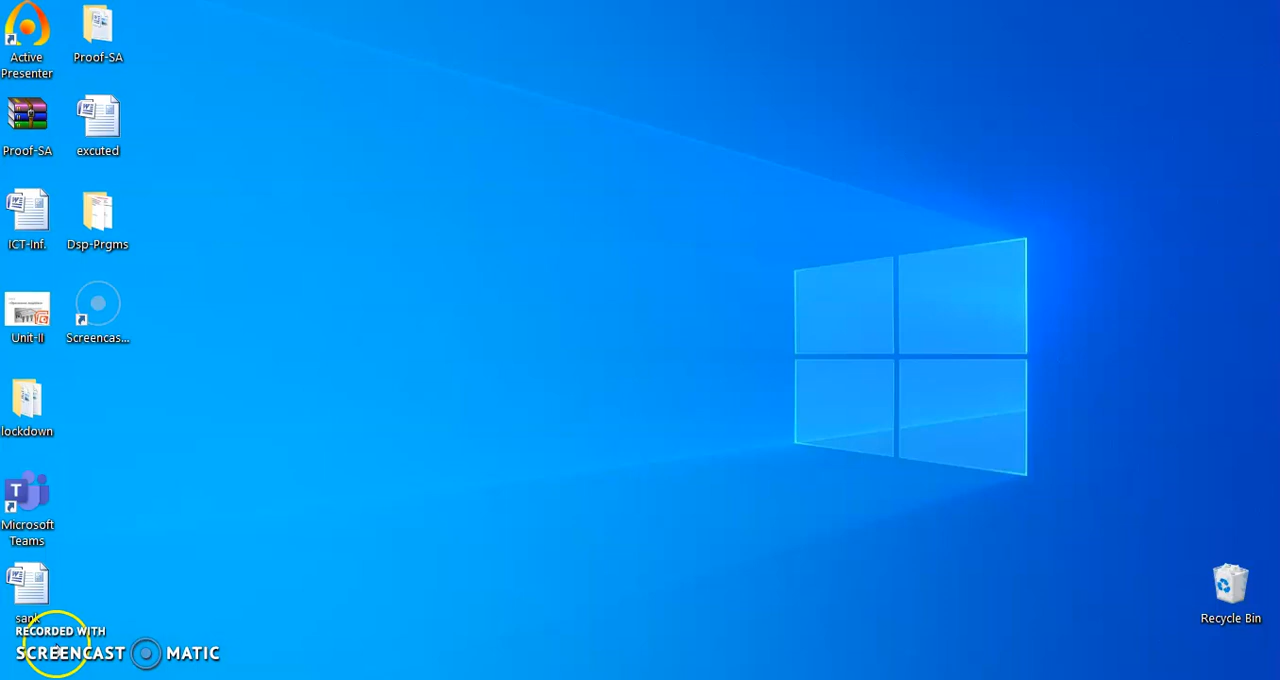 Active
Presenter
Proof-SA
Proof-SA
excuted
ICT-Inf.
Dsp-Prgms
Unit-II
Screencas...
lockdown
T
Microsoft
Teams
sank
Recycle Bin
RECORDED WITH
SCREENCAST MATIC